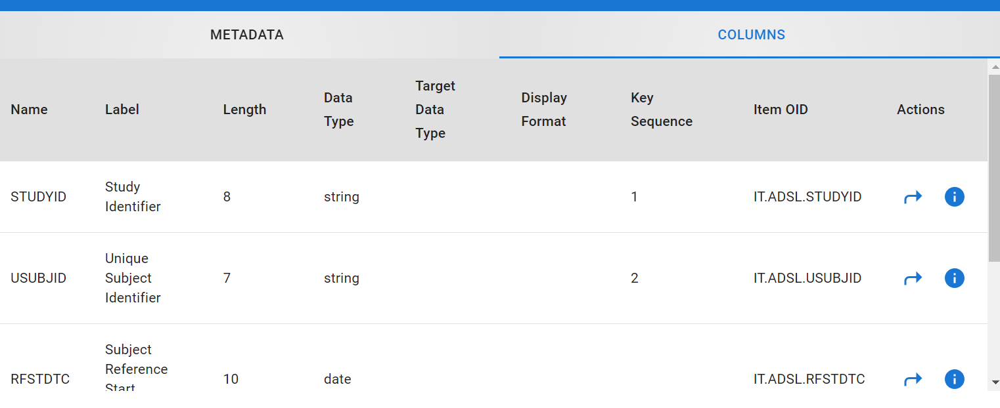 METADATA
COLUMNS
Name
Label
Length
Data
Type
Target
Data
Type
Display
Format
Key
Sequence
Item OID
Actions
STUDYID
Study
Identifier
8
string
1
IT.ADSL.STUDYID
USUBJID
Unique
Subject
Identifier
7
string
2
IT.ADSL.USUBJID
RFSTDTC
Subject
Reference
Start
10
date
IT.ADSL.RFSTDTC